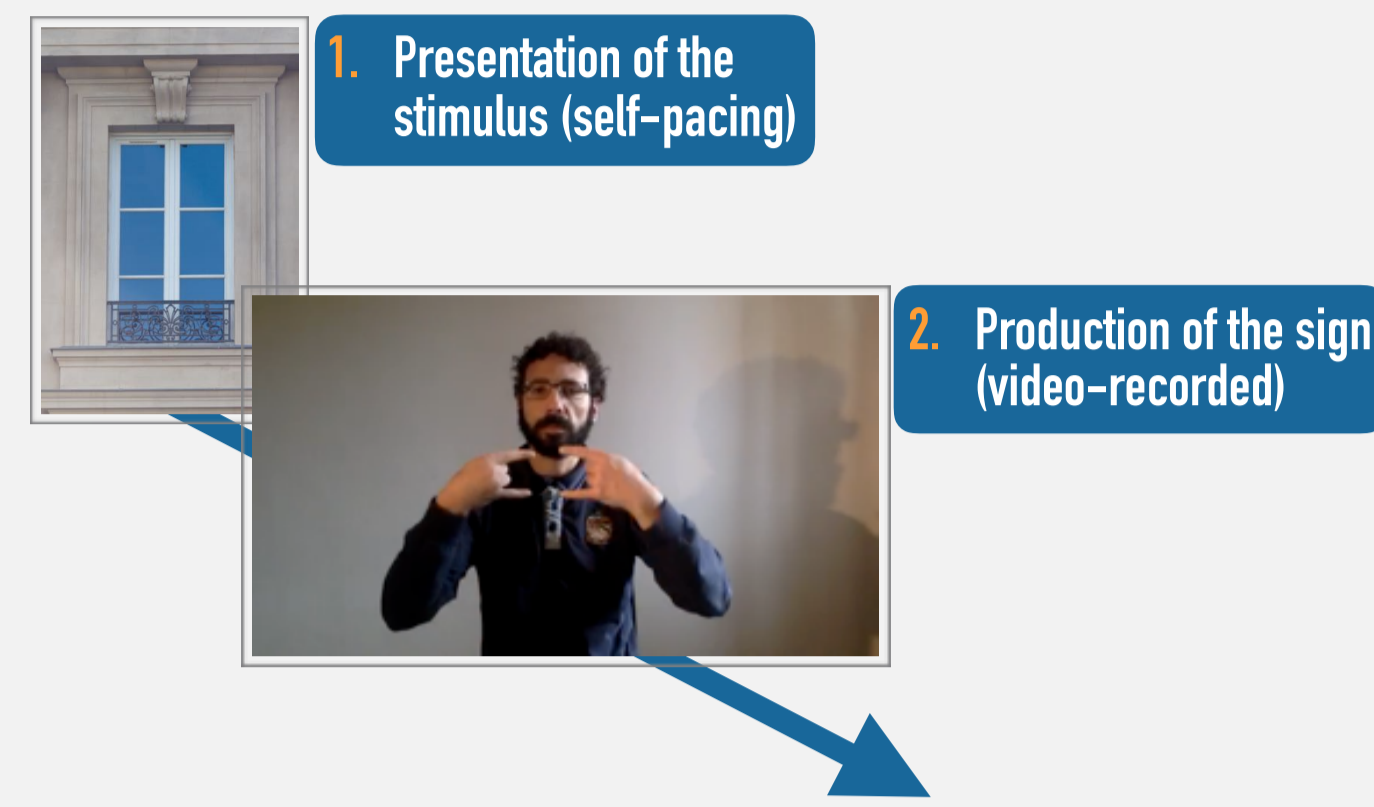 1. Presentation of the
stimulus (self-pacing)
2. Production of the sign
(video-recorded)